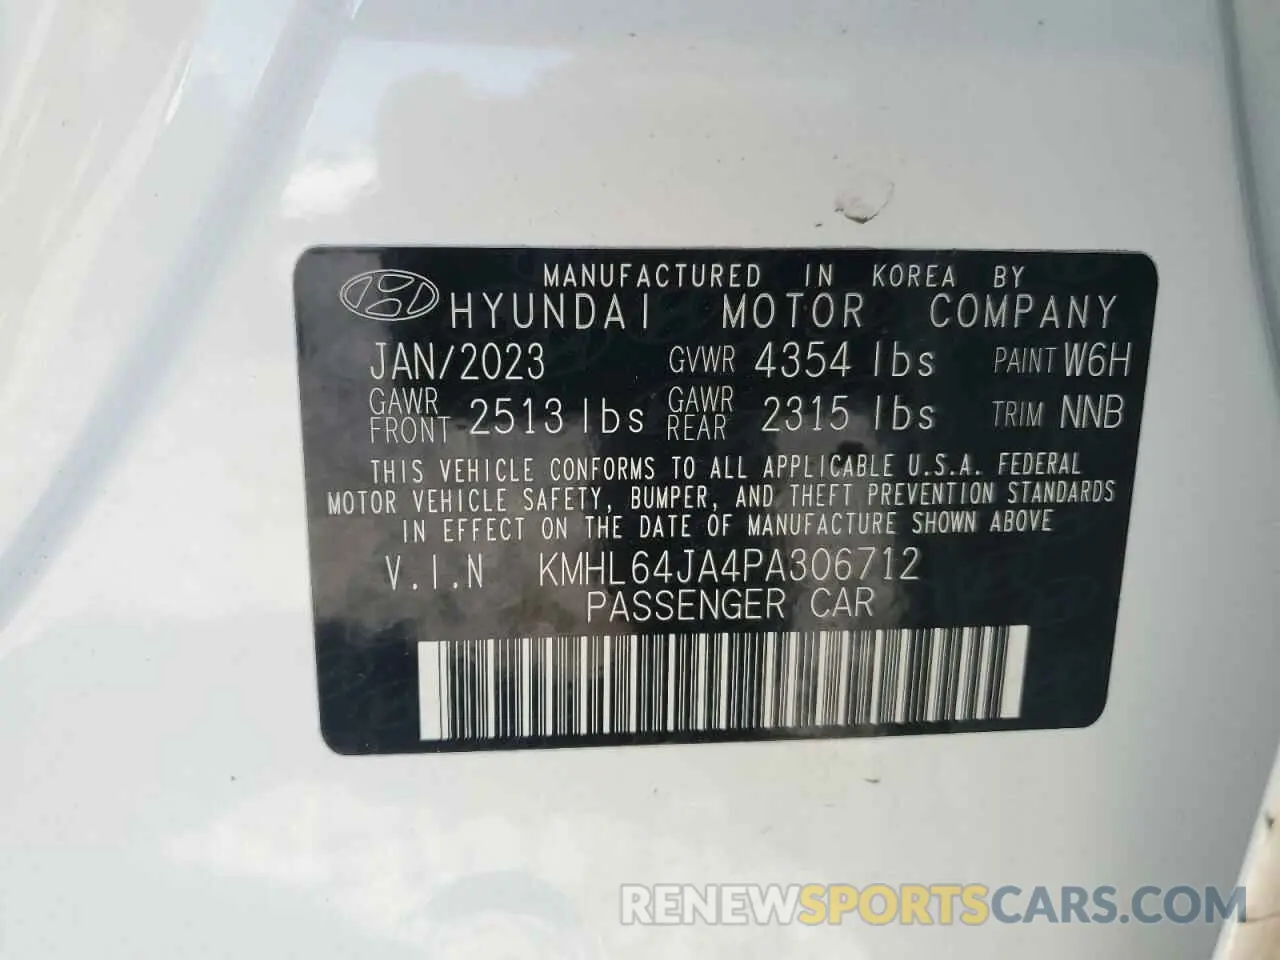 MANUFACTURED IN KOREA BY
HYUNDAI MOTOR COMPANY
JAN/2023 GVWR 4354 lbs PAINT W6H
GAWR FRONT 2513 lbs GAWR REAR 2315 lbs TRIM NNB
THIS VEHICLE CONFORMS TO ALL APPLICABLE U.S.A. FEDERAL
MOTOR VEHICLE SAFETY, BUMPER, AND THEFT PREVENTION STANDARDS
IN EFFECT ON THE DATE OF MANUFACTURE SHOWN ABOVE
V.I.N KMHL64JA4PA306712
PASSENGER CAR
RENEWSPORTSCARS.COM